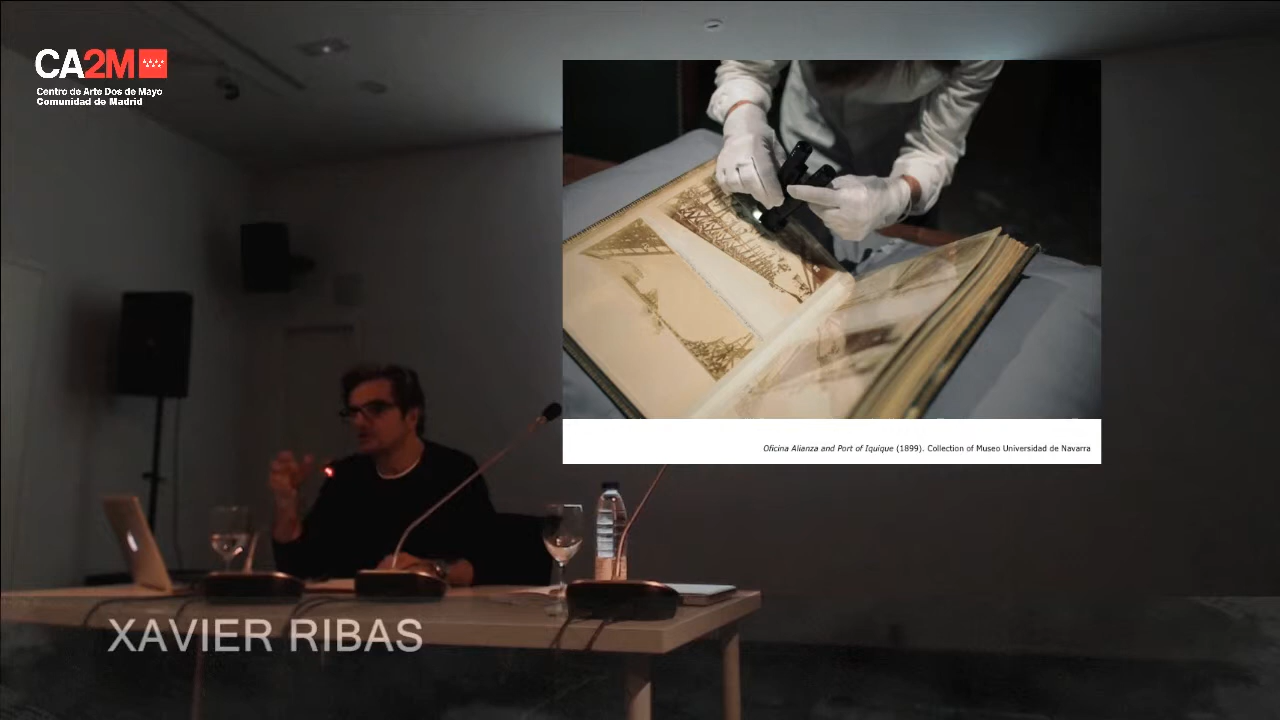 CA2M
Centro de Arte Dos de Mayo
Comunidad de Madrid
Oficina Alianza and Port of Iquique (1899). Collection of Museo Universidad de Navarra
XAVIER RIBAS